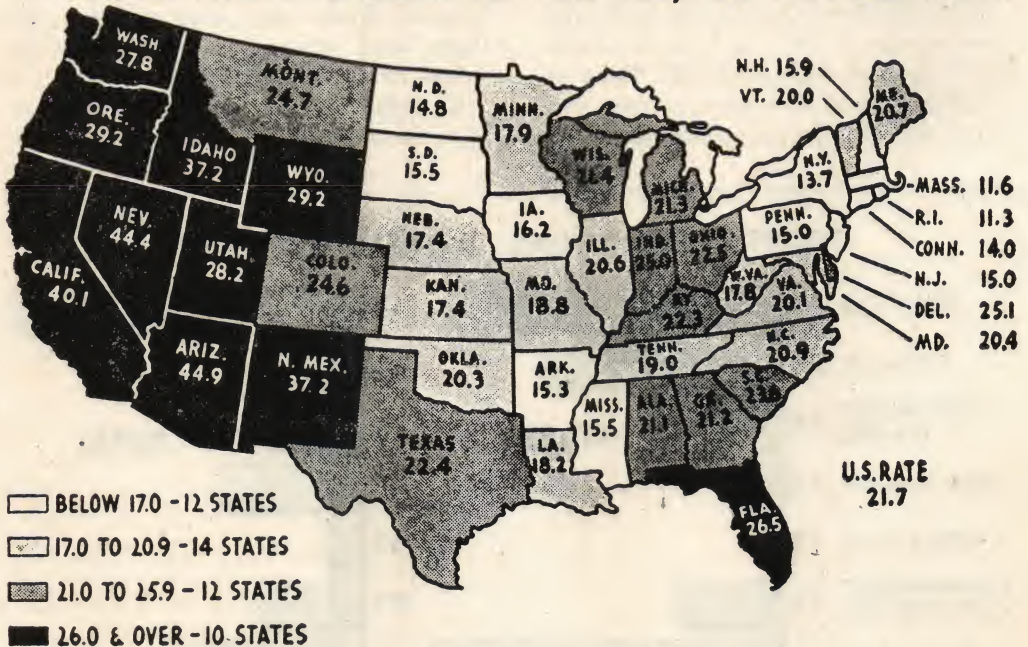 WASH.
27.8
ORE.
29.2
IDAHO
37.2
MONT.
24.7
WYO.
29.2
N.D.
14.8
S.D.
15.5
MINN.
17.9
WIS.
21.4
MICH.
21.3
N.H. 15.9
VT. 20.0
ME.
20.7
N.Y.
13.7
MASS. 11.6
R.I. 11.3
CONN. 14.0
N.J. 15.0
DEL. 25.1
MD. 20.4
PENN.
15.0
CALIF.
40.1
NEV.
44.4
UTAH.
28.2
COLO.
24.6
NEB.
17.4
KAN.
17.4
IA.
16.2
MO.
18.8
ILL.
20.6
IND.
25.0
OHIO
22.5
KY.
22.3
W.VA.
17.8
VA.
20.1
N.C.
20.9
TENN.
19.0
S.C.
ARIZ.
44.9
N. MEX.
37.2
OKLA.
20.3
TEXAS
22.4
ARK.
15.3
LA.
18.2
MISS.
15.5
ALA.
21.1
GA.
21.2
FLA.
26.5
U.S. RATE
21.7
BELOW 17.0 - 12 STATES
17.0 TO 20.9 - 14 STATES
21.0 TO 25.9 - 12 STATES
26.0 & OVER - 10 STATES